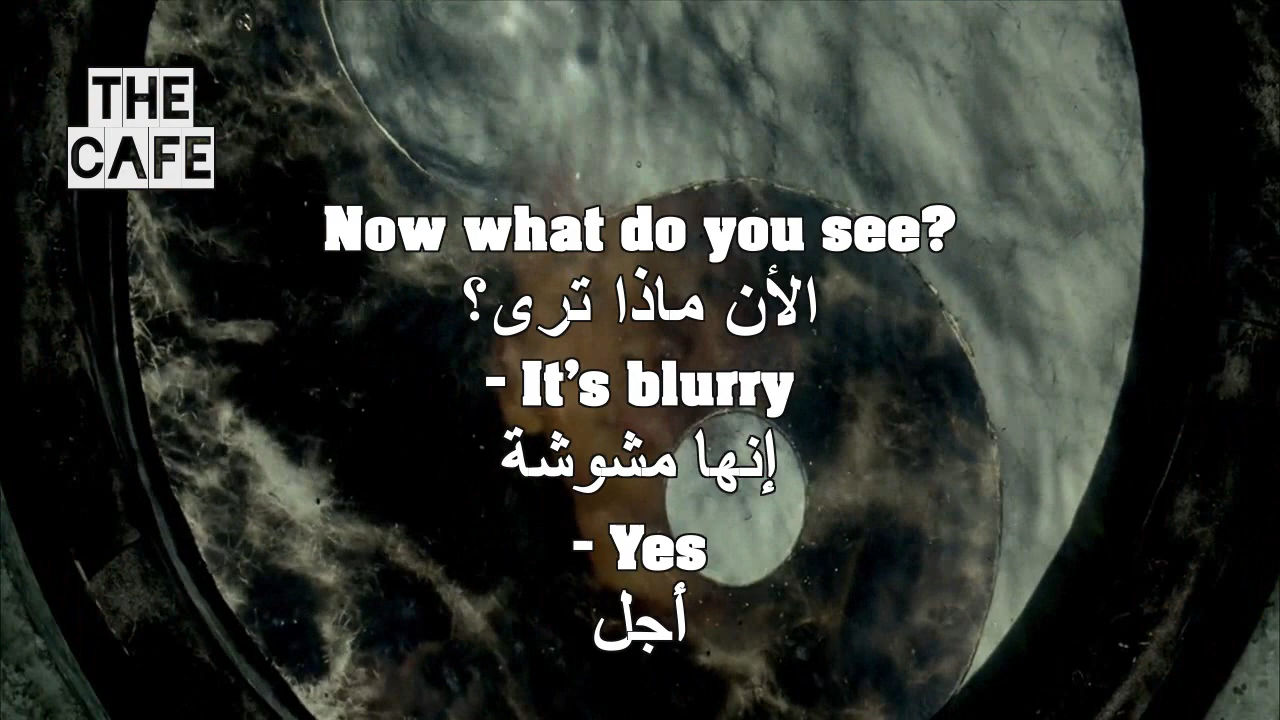 THE
CAFE
Now what do you see?
الأن ماذا ترى؟
- It's blurry
إنها مشوشة
- Yes
أجل